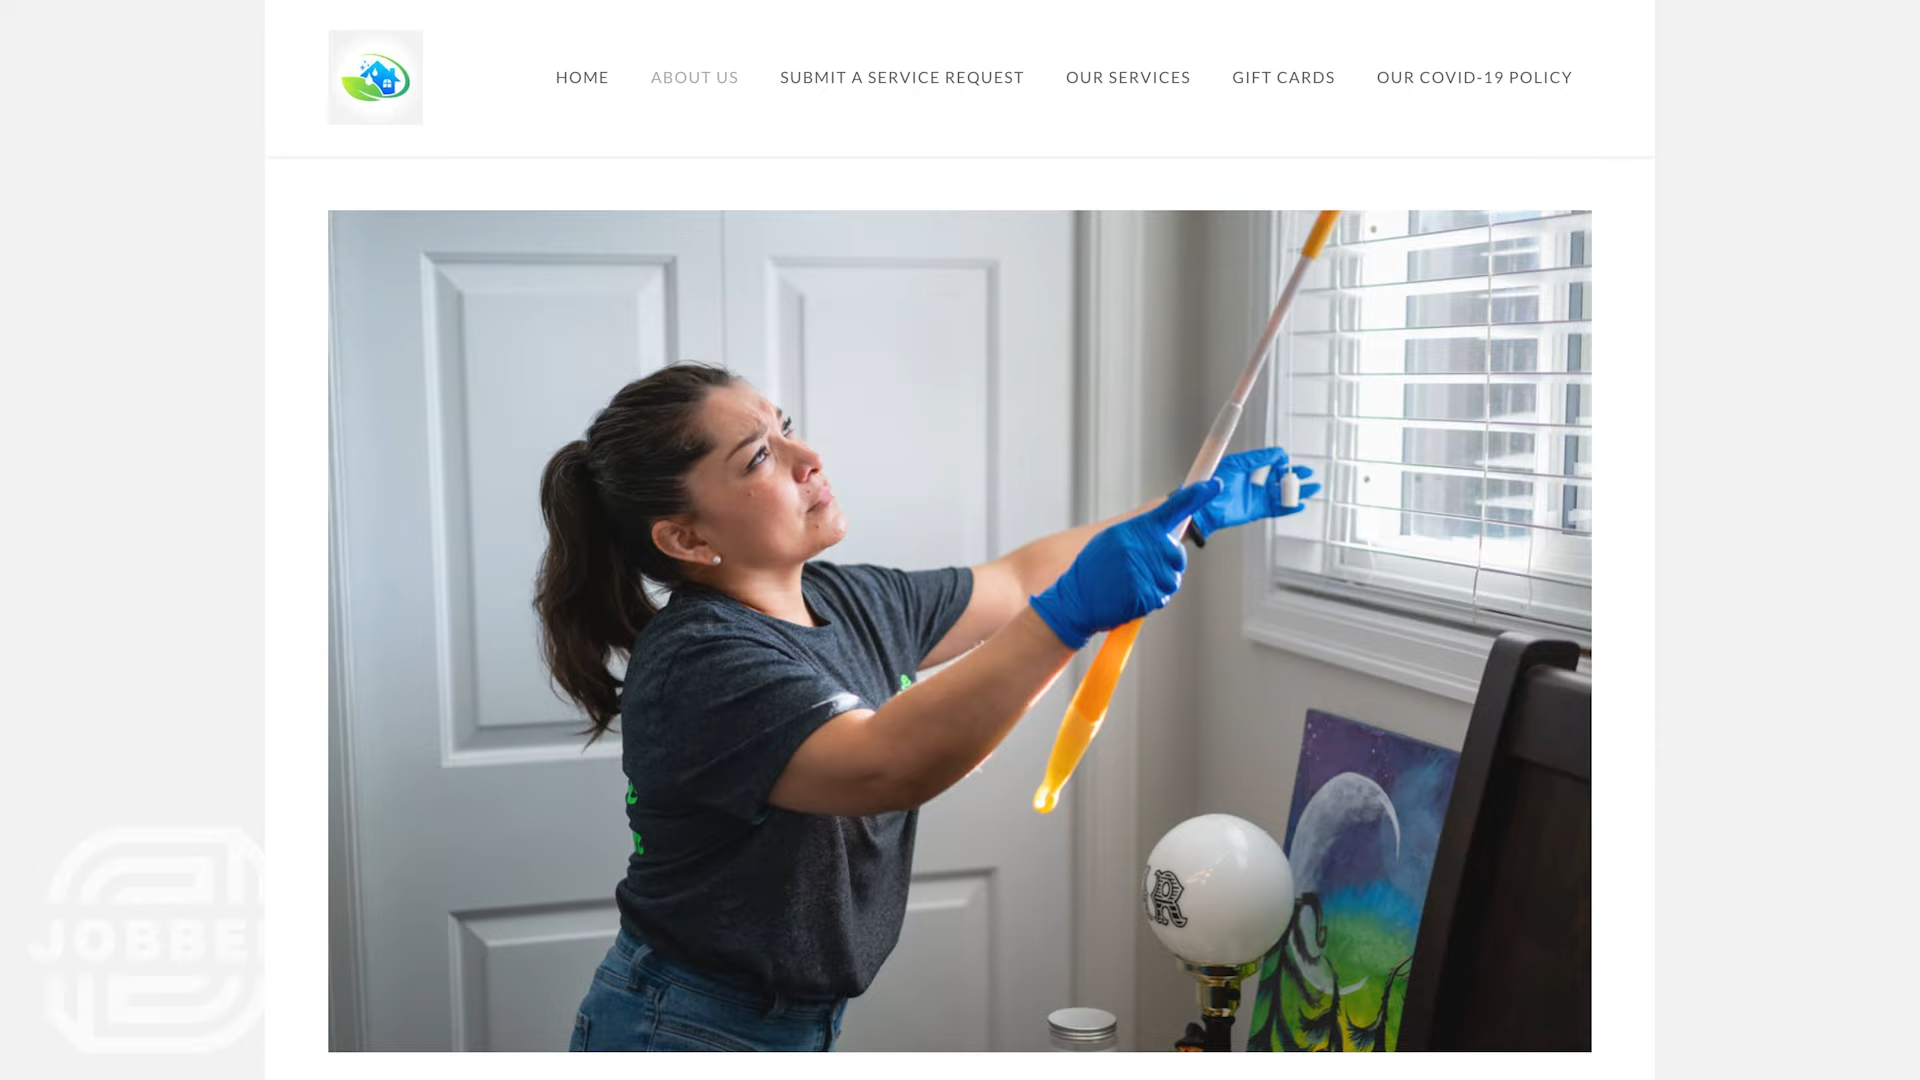 HOME ABOUT US SUBMIT A SERVICE REQUEST OUR SERVICES GIFT CARDS OUR COVID-19 POLICY